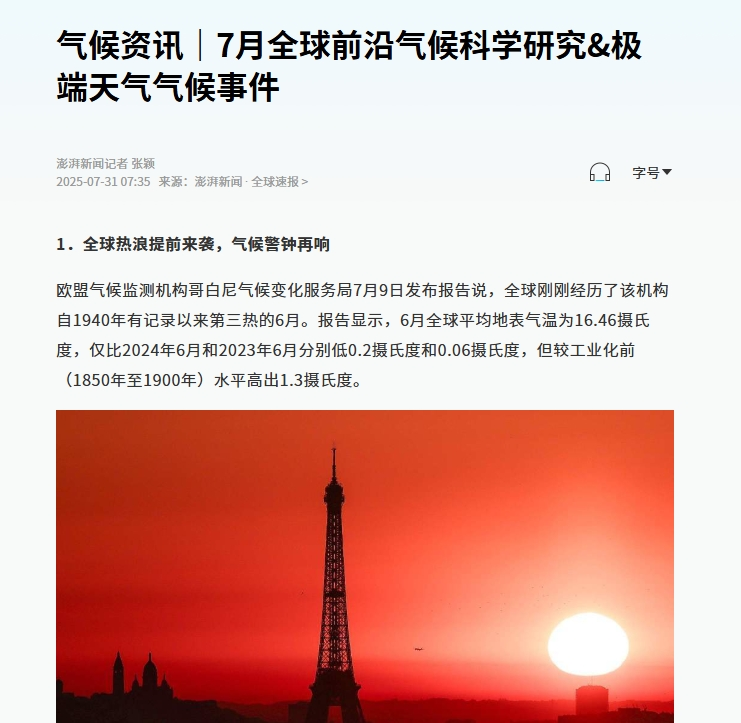 气候资讯｜7月全球前沿气候科学研究&极
端天气气候事件
澎湃新闻记者 张颖
2025-07-31 07:35 来源：澎湃新闻 · 全球速报 >
字号
1．全球热浪提前来袭，气候警钟再响
欧盟气候监测机构哥白尼气候变化服务局7月9日发布报告说，全球刚刚经历了该机构
自1940年有记录以来第三热的6月。报告显示，6月全球平均地表气温为16.46摄氏
度，仅比2024年6月和2023年6月分别低0.2摄氏度和0.06摄氏度，但较工业化前
（1850年至1900年）水平高出1.3摄氏度。